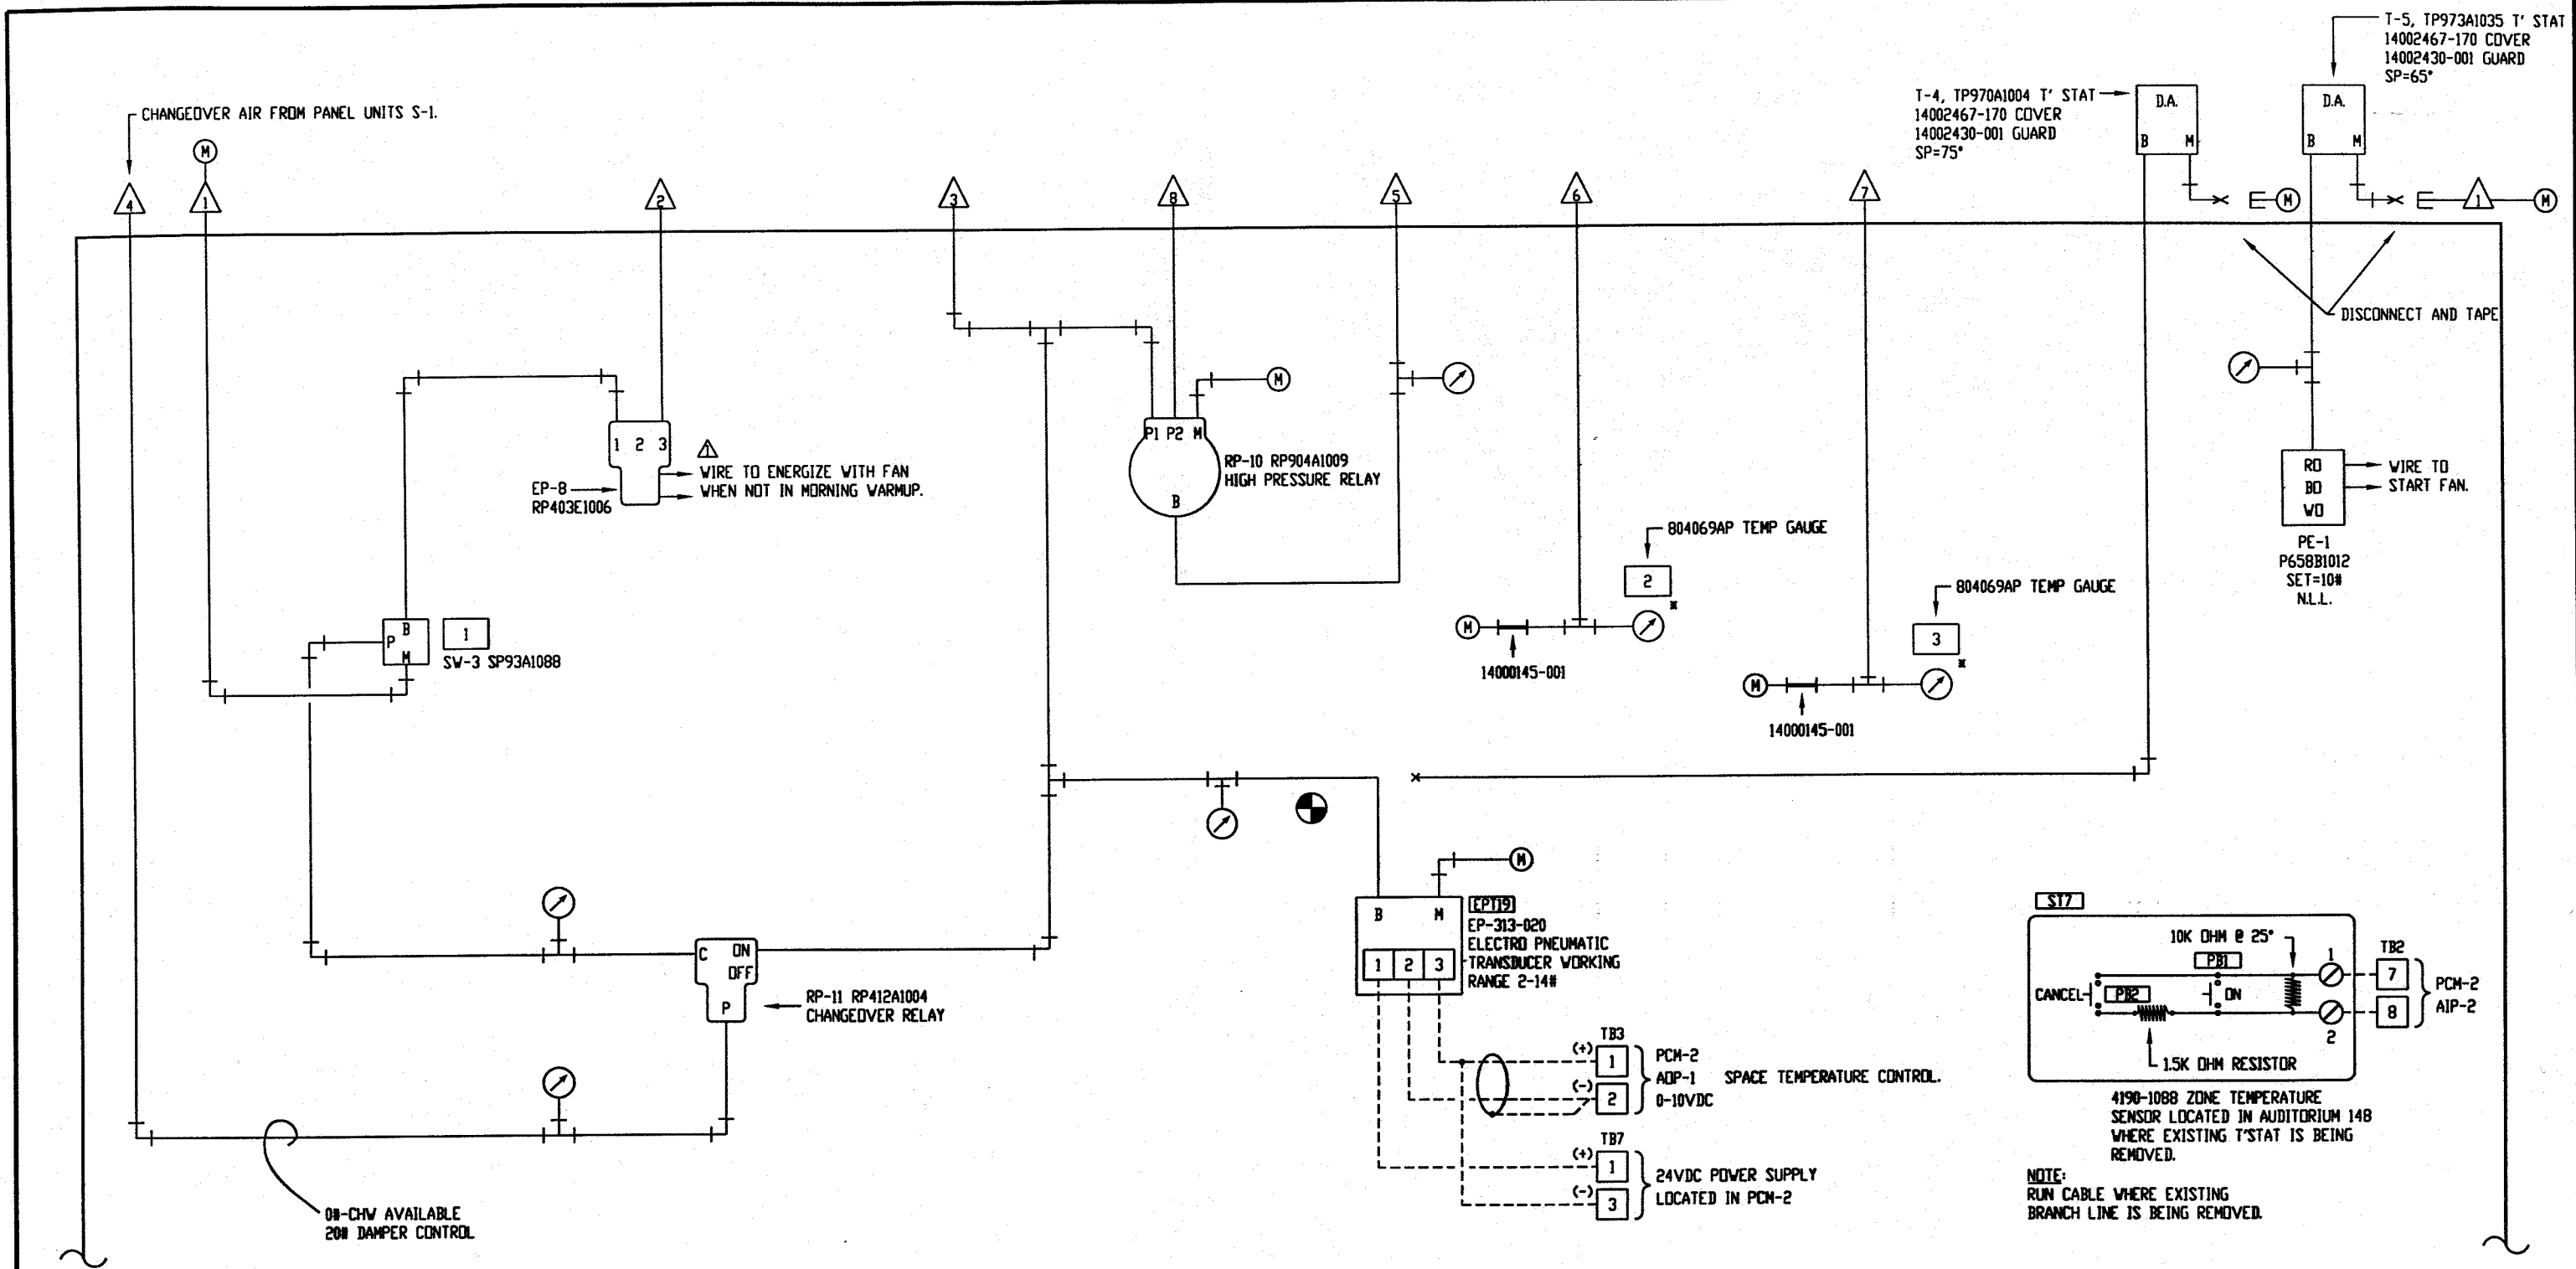 T-5, TP973A1035 T' STAT
14002467-170 COVER
14002430-001 GUARD
SP=65°
T-4, TP970A1004 T' STAT
14002467-170 COVER
14002430-001 GUARD
SP=75°
D.A.
B M
D.A.
B M
CHANGEOVER AIR FROM PANEL UNITS S-1.
M
4
1
2
3
8
5
6
7
M
1
M
DISCONNECT AND TAPE
M
1 2 3
1
WIRE TO ENERGIZE WITH FAN
WHEN NOT IN MORNING WARMUP.
EP-8
RP403E1006
P1 P2 M
B
RP-10 RP904A1009
HIGH PRESSURE RELAY
RO
BO
WO
WIRE TO
START FAN.
PE-1
P658B1012
SET=10#
N.L.L.
804069AP TEMP GAUGE
2
*
M
14000145-001
804069AP TEMP GAUGE
3
*
M
14000145-001
B
P
M
1
SW-3 SP93A1088
M
B M
1 2 3
EPT19
EP-313-020
ELECTRO PNEUMATIC
TRANSDUCER WORKING
RANGE 2-14#
C ON
OFF
P
RP-11 RP412A1004
CHANGEOVER RELAY
ST7
10K OHM @ 25°
PB1
CANCEL
PB2
ON
1
2
1.5K OHM RESISTOR
TB2
7
8
PCM-2
AIP-2
TB3
(+) 1
(-) 2
PCM-2
AOP-1 SPACE TEMPERATURE CONTROL.
0-10VDC
TB7
(+) 1
(-) 3
24VDC POWER SUPPLY
LOCATED IN PCM-2
4190-1088 ZONE TEMPERATURE
SENSOR LOCATED IN AUDITORIUM 148
WHERE EXISTING T'STAT IS BEING
REMOVED.
NOTE:
RUN CABLE WHERE EXISTING
BRANCH LINE IS BEING REMOVED.
0#-CHW AVAILABLE
20# DAMPER CONTROL